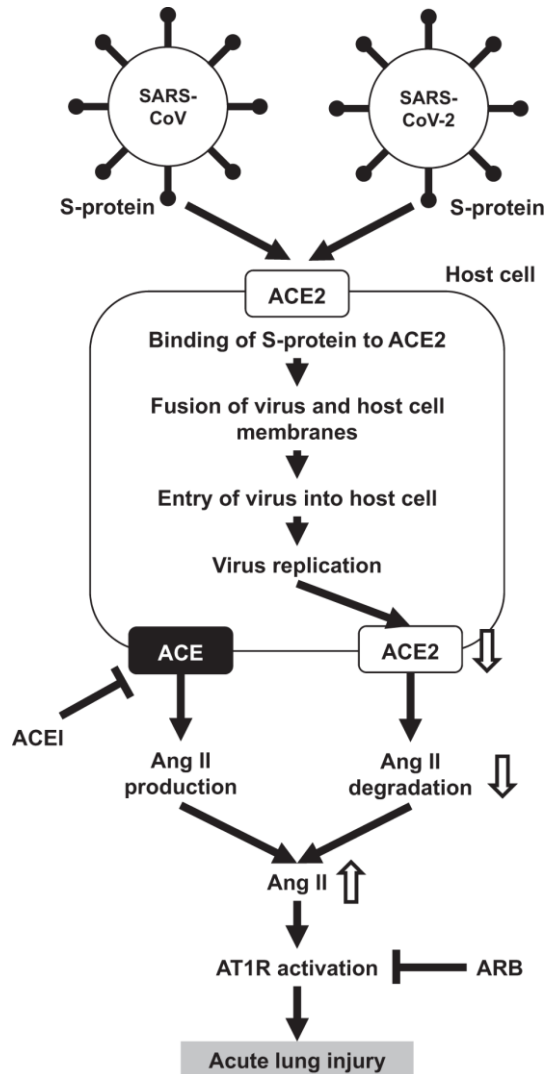 SARS-
CoV
SARS-
CoV-2
S-protein
S-protein
Host cell
ACE2
Binding of S-protein to ACE2
Fusion of virus and host cell
membranes
Entry of virus into host cell
Virus replication
ACE
ACE2
ACEI
Ang II
production
Ang II
degradation
Ang II
AT1R activation
ARB
Acute lung injury